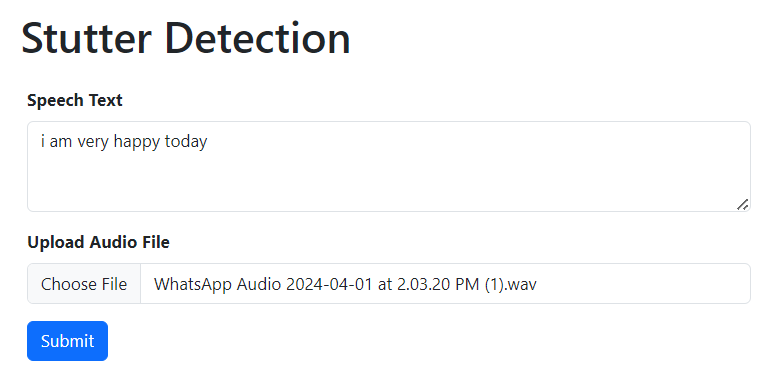 Stutter Detection
Speech Text
i am very happy today
Upload Audio File
Choose File WhatsApp Audio 2024-04-01 at 2.03.20 PM (1).wav
Submit